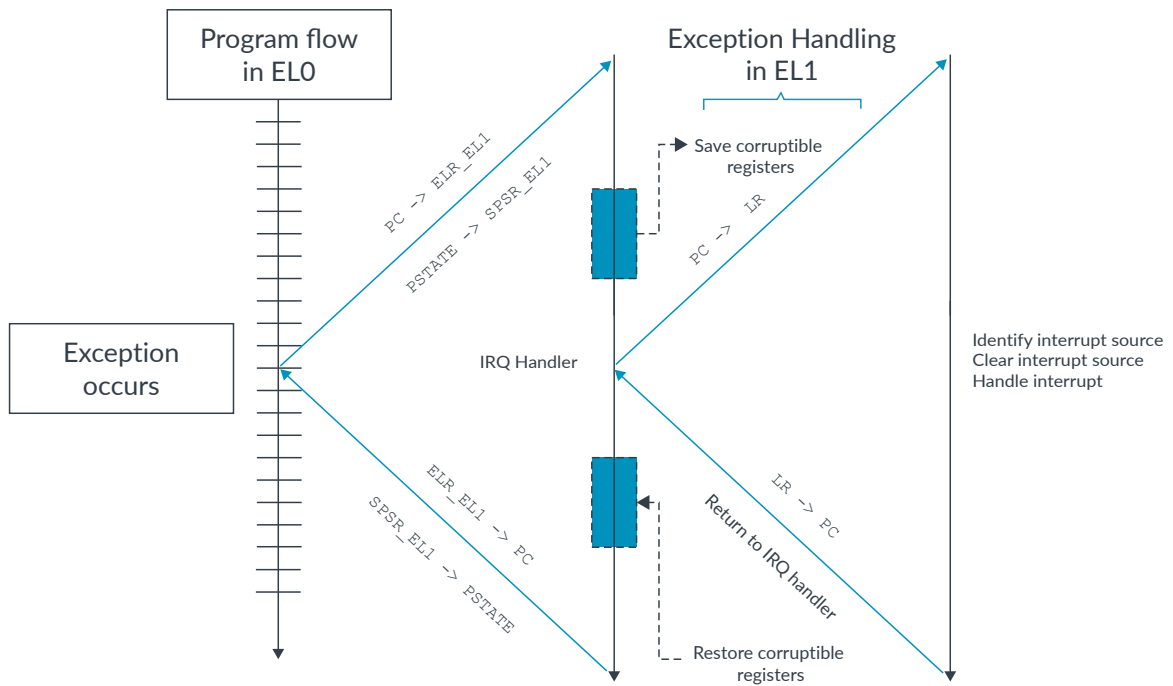 Program flow
in EL0
Exception Handling
in EL1
PC -> ELR_EL1
PSTATE -> SPSR_EL1
Save corruptible
registers
PC -> LR
Exception
occurs
IRQ Handler
Identify interrupt source
Clear interrupt source
Handle interrupt
ELR_EL1 -> PC
SPSR_EL1 -> PSTATE
LR -> PC
Return to IRQ handler
Restore corruptible
registers